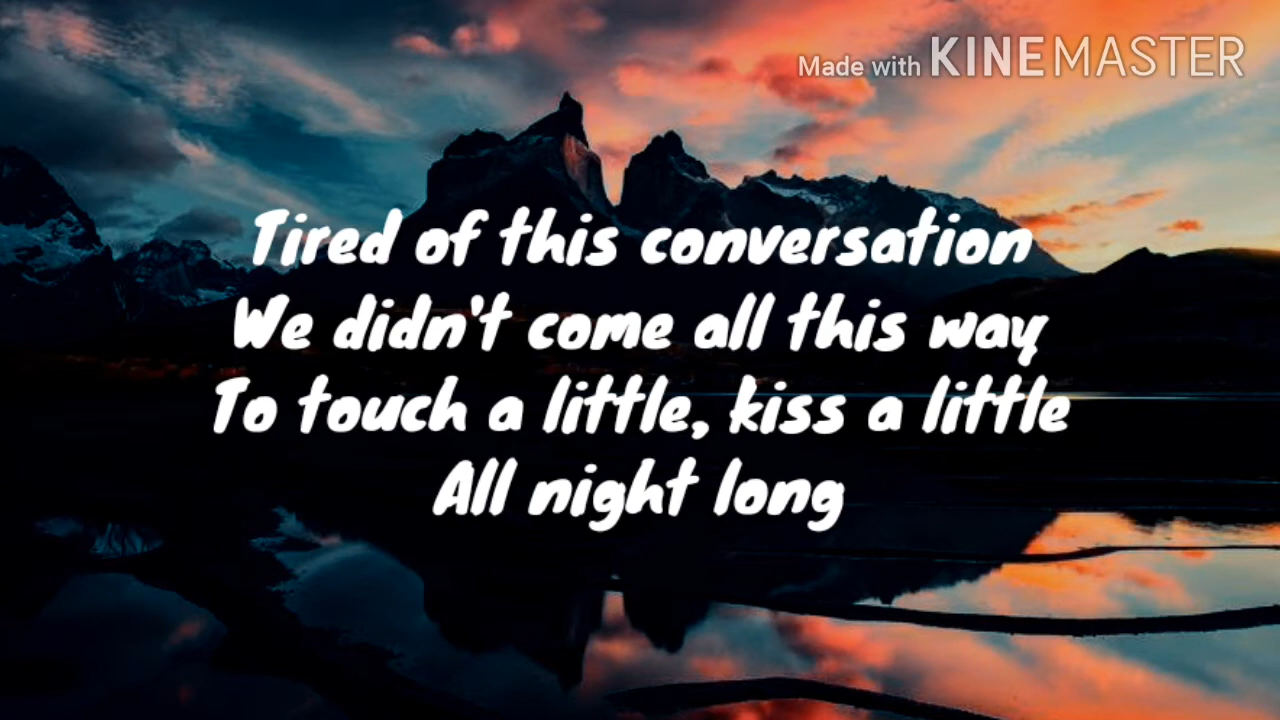 Made with KINEMASTER
Tired of this conversation
We didn't come all this way
To touch a little, kiss a little
All night long